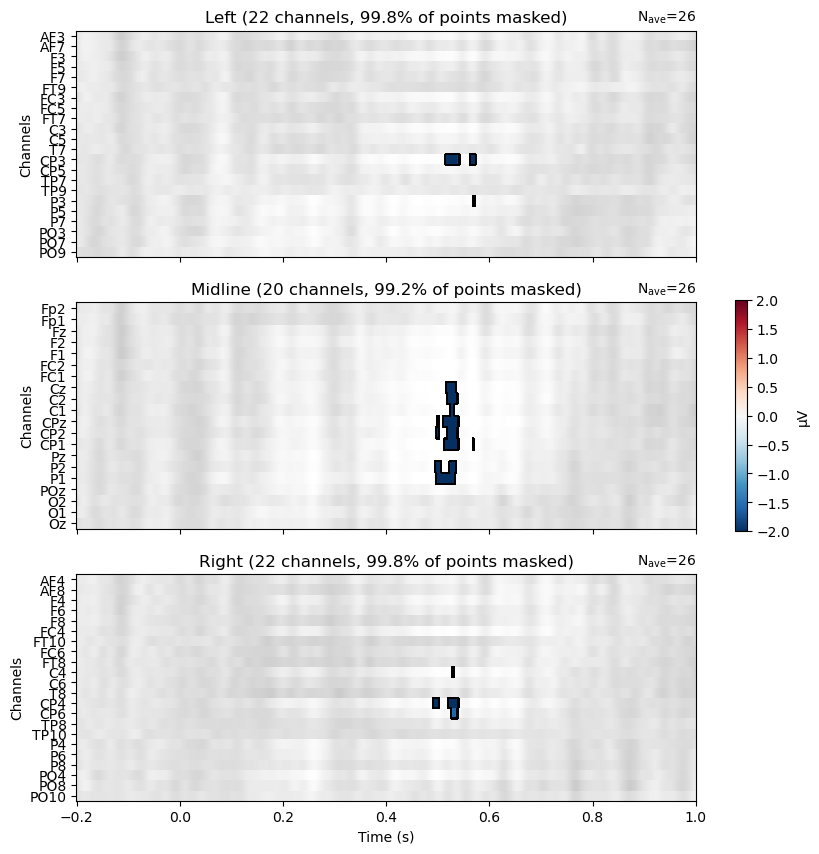 Left (22 channels, 99.8% of points masked)
Nave=26
Channels
AF3
AF7
F3
F5
F7
FT9
FC3
FC5
FT7
C3
C5
T7
CP3
CP5
TP7
TP9
P3
P5
P7
PO3
PO7
PO9
Midline (20 channels, 99.2% of points masked)
Nave=26
Channels
Fp2
Fp1
Fz
F2
F1
FC2
FC1
Cz
C2
C1
CPz
CP2
CP1
Pz
P2
P1
POz
O2
O1
Oz
2.0
1.5
1.0
0.5
0.0
−0.5
−1.0
−1.5
−2.0
µV
Right (22 channels, 99.8% of points masked)
Nave=26
Channels
AF4
AF8
F4
F6
F8
FC4
FT10
FC6
FT8
C4
C6
T8
CP4
CP6
TP8
TP10
P4
P6
P8
PO4
PO8
PO10
−0.2 0.0 0.2 0.4 0.6 0.8 1.0
Time (s)